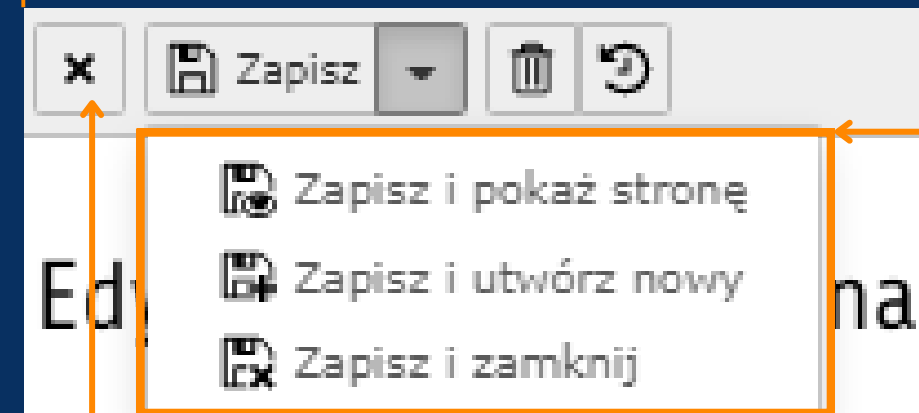 Zapisz
Zapisz i pokaż stronę
Zapisz i utwórz nowy
Zapisz i zamknij